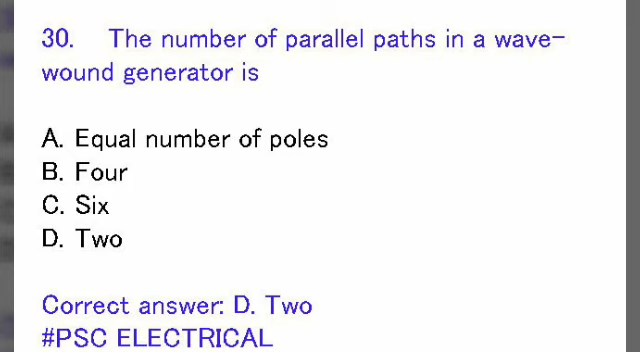 30. The number of parallel paths in a wave-
wound generator is
A. Equal number of poles
B. Four
C. Six
D. Two
Correct answer: D. Two
#PSC ELECTRICAL